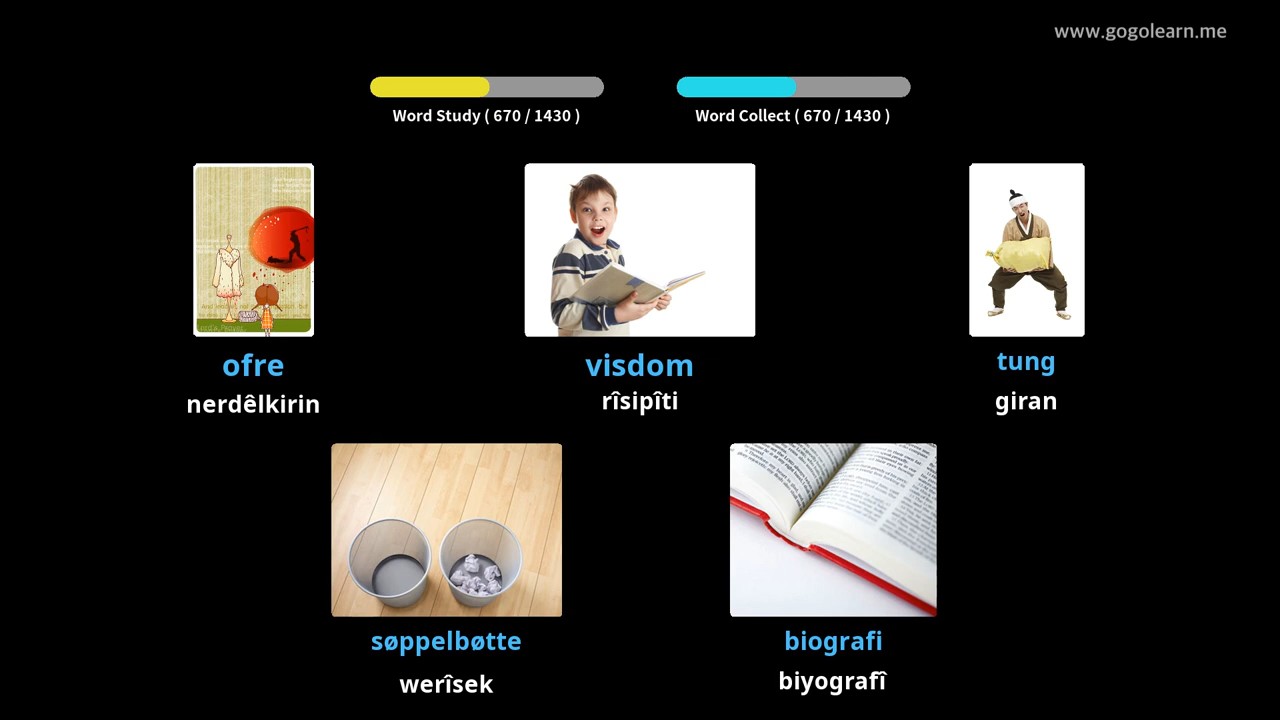 www.gogolearn.me
Word Study ( 670 / 1430 )
Word Collect ( 670 / 1430 )
ofre
nerdêlkirin
visdom
rîsipîti
tung
giran
søppelbøtte
werîsek
biografi
biyografî